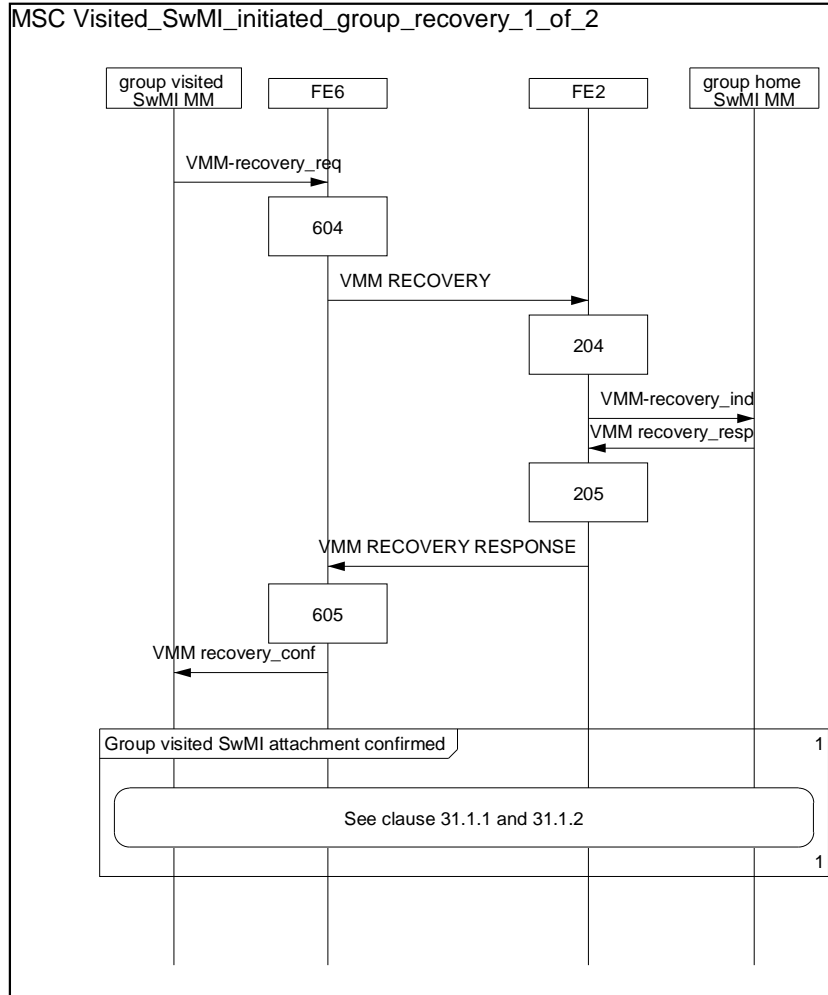 MSC Visited_SwMI_initiated_group_recovery_1_of_2
group visited
SwMI MM
FE6
FE2
group home
SwMI MM
VMM-recovery_req
604
VMM RECOVERY
204
VMM-recovery_ind
VMM recovery_resp
205
VMM RECOVERY RESPONSE
605
VMM recovery_conf
Group visited SwMI attachment confirmed
1
See clause 31.1.1 and 31.1.2
1